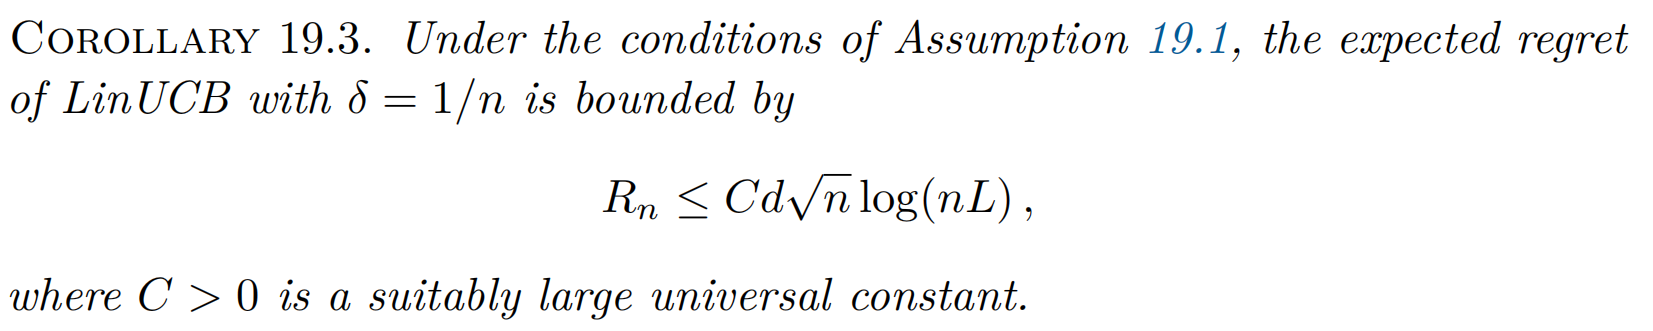 COROLLARY 19.3. Under the conditions of Assumption 19.1, the expected regret
of LinUCB with δ = 1/n is bounded by
Rₙ ≤ Cd√n log(nL) ,
where C > 0 is a suitably large universal constant.